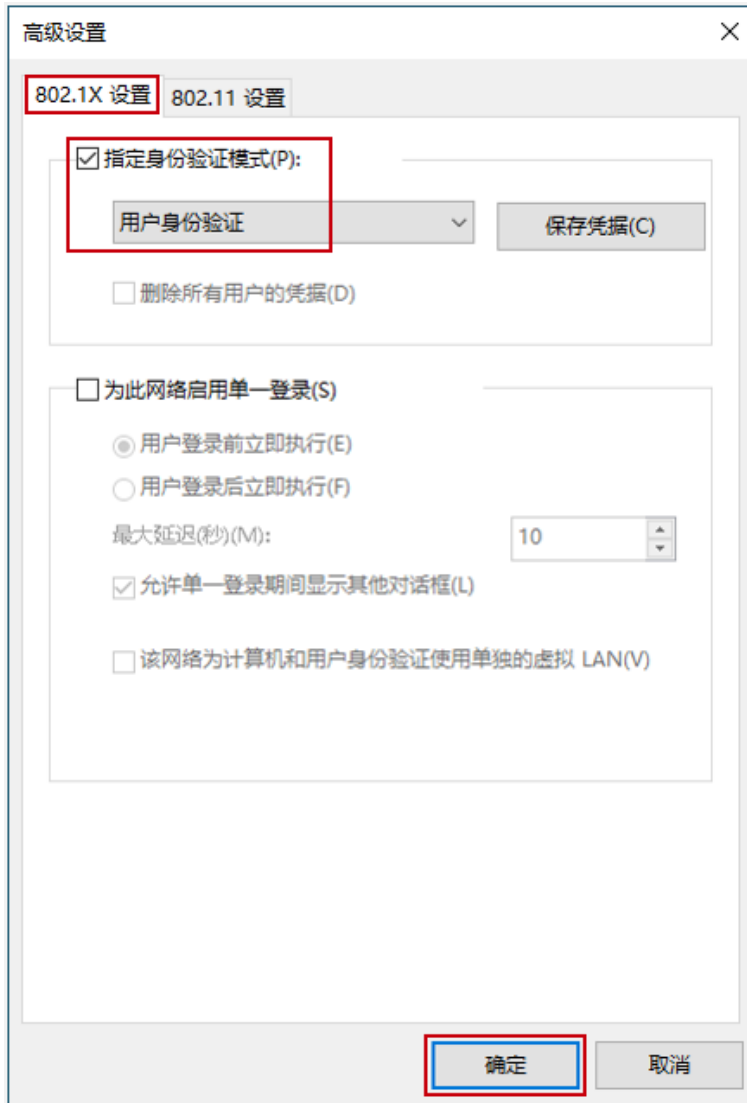 高级设置
802.1X 设置 802.11 设置
指定身份验证模式(P):
用户身份验证 保存凭据(C)
删除所有用户的凭据(D)
为此网络启用单一登录(S)
用户登录前立即执行(E)
用户登录后立即执行(F)
最大延迟(秒)(M): 10
允许单一登录期间显示其他对话框(L)
该网络为计算机和用户身份验证使用单独的虚拟 LAN(V)
确定 取消